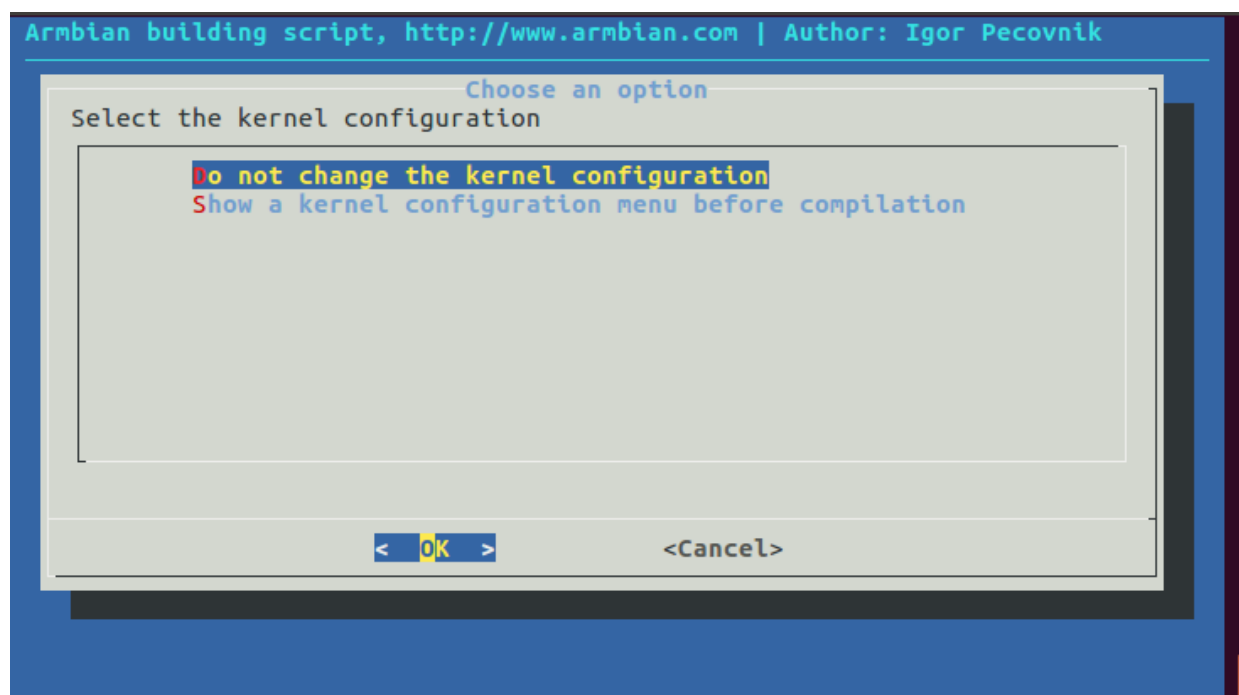 Armbian building script, http://www.armbian.com | Author: Igor Pecovnik
Choose an option
Select the kernel configuration
Do not change the kernel configuration
Show a kernel configuration menu before compilation
< OK > <Cancel>